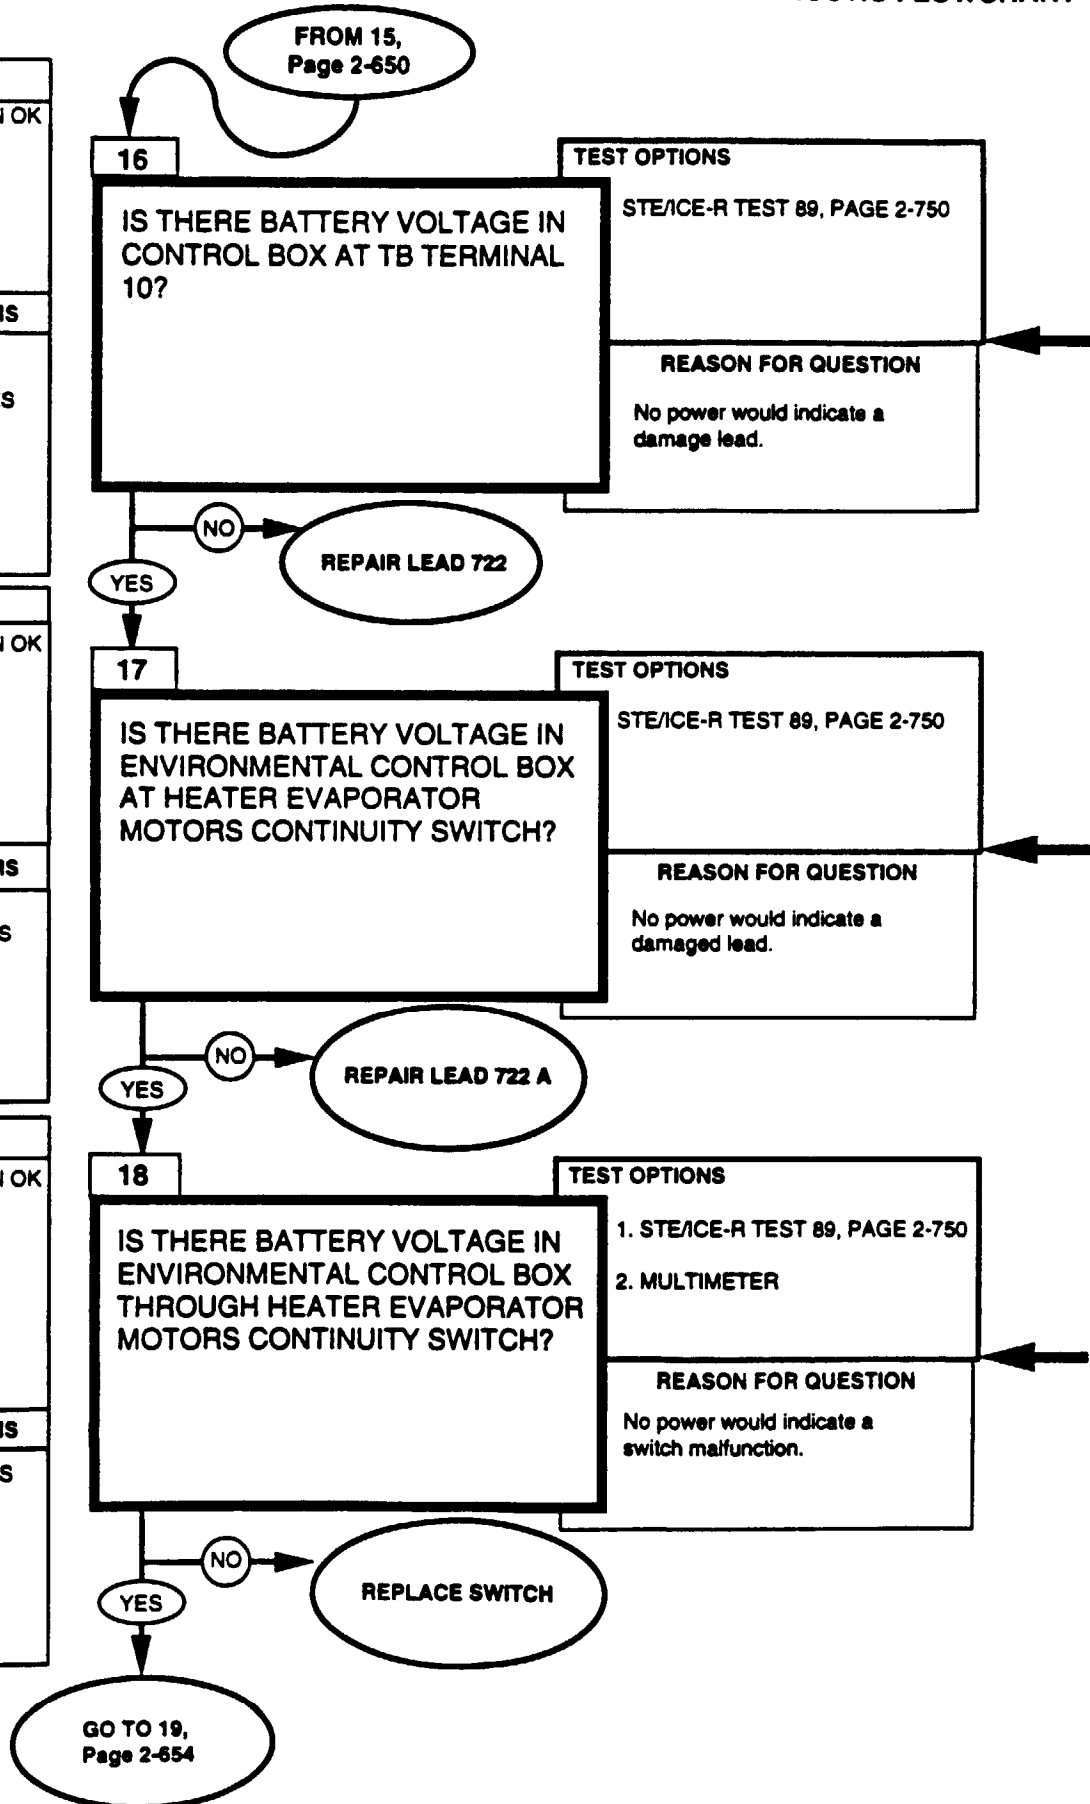 FROM 15,
Page 2-650
16
IS THERE BATTERY VOLTAGE IN
CONTROL BOX AT TB TERMINAL
10?
TEST OPTIONS
STE/ICE-R TEST 89, PAGE 2-750
REASON FOR QUESTION
No power would indicate a
damage lead.
NO
REPAIR LEAD 722
YES
17
IS THERE BATTERY VOLTAGE IN
ENVIRONMENTAL CONTROL BOX
AT HEATER EVAPORATOR
MOTORS CONTINUITY SWITCH?
TEST OPTIONS
STE/ICE-R TEST 89, PAGE 2-750
REASON FOR QUESTION
No power would indicate a
damaged lead.
NO
REPAIR LEAD 722 A
YES
18
IS THERE BATTERY VOLTAGE IN
ENVIRONMENTAL CONTROL BOX
THROUGH HEATER EVAPORATOR
MOTORS CONTINUITY SWITCH?
TEST OPTIONS
1. STE/ICE-R TEST 89, PAGE 2-750
2. MULTIMETER
REASON FOR QUESTION
No power would indicate a
switch malfunction.
NO
REPLACE SWITCH
YES
GO TO 19,
Page 2-654
OK
OK
OK